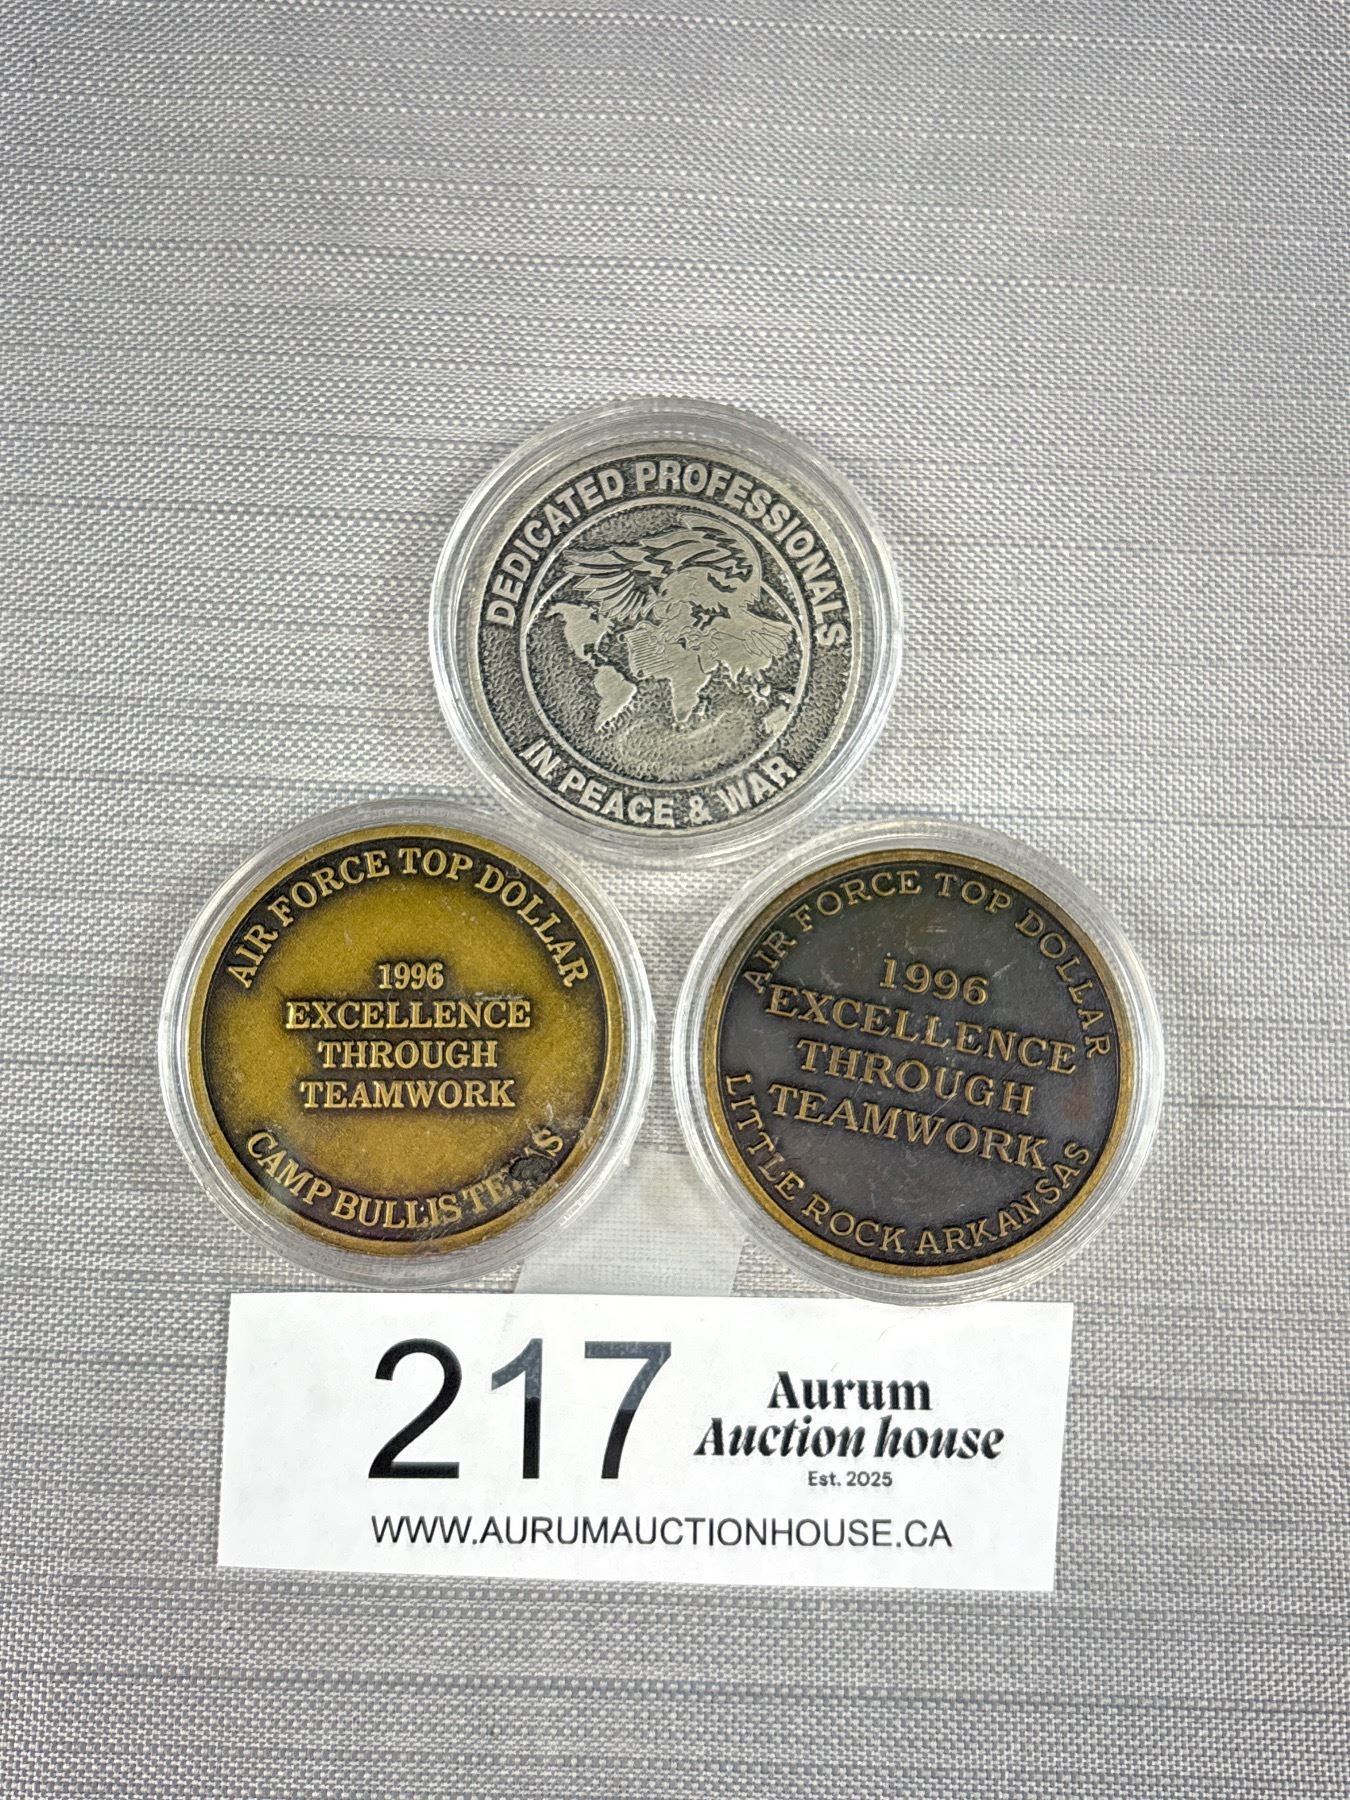 DEDICATED PROFESSIONALS
IN PEACE & WAR
AIR FORCE TOP DOLLAR
1996
EXCELLENCE
THROUGH
TEAMWORK
CAMP BULLIS
AIR FORCE TOP DOLLAR
1996
EXCELLENCE
THROUGH
TEAMWORK
LITTLE ROCK ARKANSAS
217
Aurum
Auction house
Est. 2025
WWW.AURUMAUCTIONHOUSE.CA